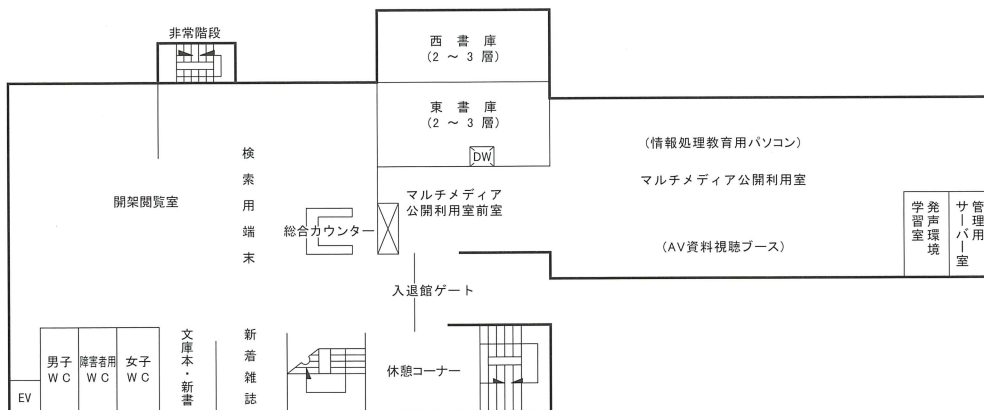 非常階段
西書庫
(2～3層)
東書庫
(2～3層)
DW
(情報処理教育用パソコン)
マルチメディア公開利用室
(AV資料視聴ブース)
発声環境
学習室
管理用
サーバー室
検索用端末
開架閲覧室
総合カウンター
マルチメディア
公開利用室前室
入退館ゲート
EV
男子
WC
障害者用
WC
女子
WC
文庫本・新書
新着雑誌
休憩コーナー